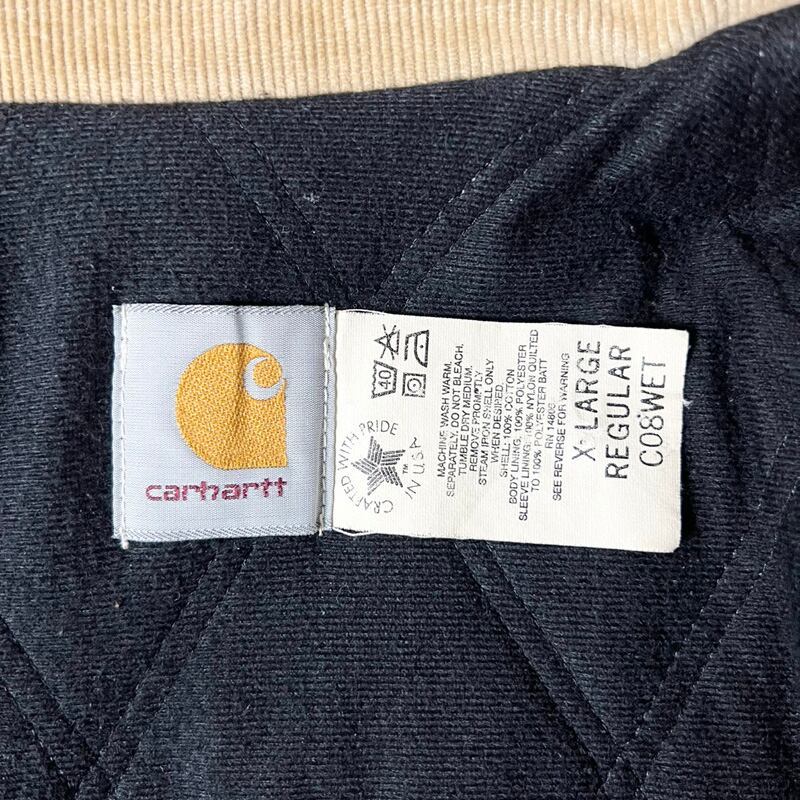 carhartt
40
CRAFTED WITH PRIDE
IN U.S.A.
TM
MACHINE WASH WARM.
SEPARATELY, DO NOT BLEACH.
TUMBLE DRY MEDIUM.
REMOVE PROMPTLY
STEAM IRON SHELL ONLY
WHEN DESIRED.
SHELL: 100% COTTON
BODY LINING, 100% POLYESTER
SLEEVE LINING: 100% NYLON QUILTED
TO 100% POLYESTER BATT
RN 14806
SEE REVERSE FOR WARNING
X-LARGE
REGULAR
C08WET